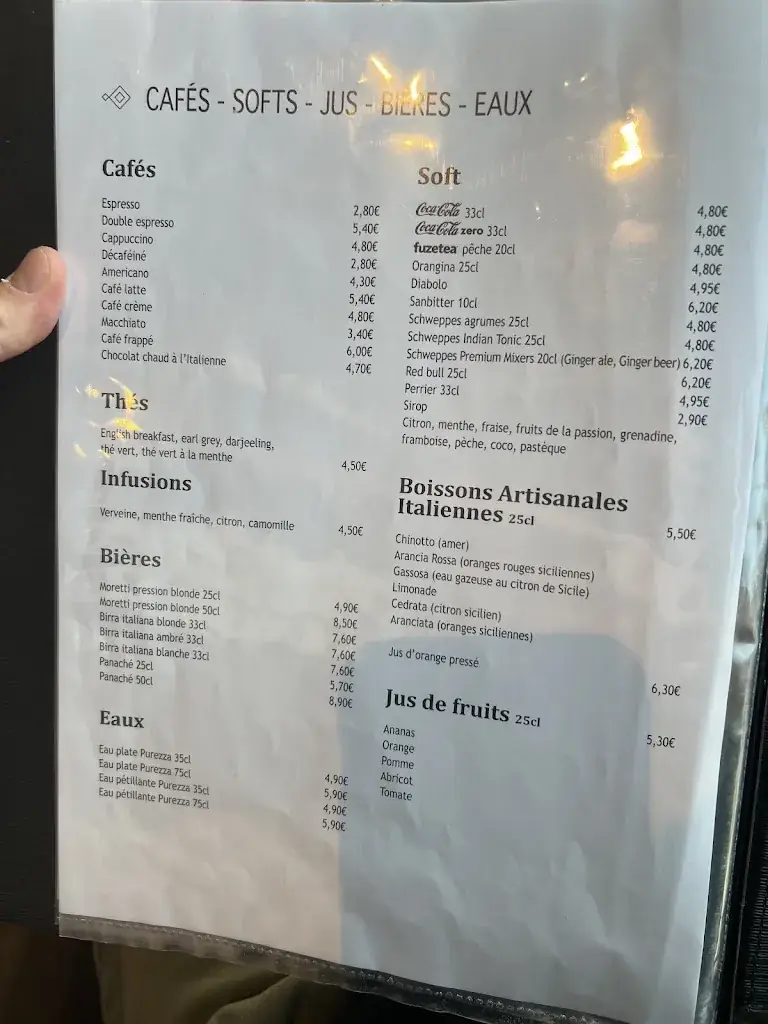 CAFÉS - SOFTS - JUS - BIÈRES - EAUX
Cafés
Espresso 2,80€
Double espresso 5,40€
Cappuccino 4,80€
Décaféiné 2,80€
Americano 4,30€
Café latte 5,40€
Café crème 4,80€
Macchiato 3,40€
Café frappé 6,00€
Chocolat chaud à l'Italienne 4,70€
Thés
English breakfast, earl grey, darjeeling,
thé vert, thé vert à la menthe 4,50€
Infusions
Verveine, menthe fraîche, citron, camomille 4,50€
Bières
Moretti pression blonde 25cl 4,90€
Moretti pression blonde 50cl 8,50€
Birra italiana blonde 33cl 7,60€
Birra italiana ambré 33cl 7,60€
Birra italiana blanche 33cl 7,60€
Panaché 25cl 5,70€
Panaché 50cl 8,90€
Eaux
Eau plate Purezza 35cl 4,90€
Eau plate Purezza 75cl 5,90€
Eau pétillante Purezza 35cl 4,90€
Eau pétillante Purezza 75cl 5,90€
Soft
Coca-Cola 33cl 4,80€
Coca-Cola zero 33cl 4,80€
fuzetea pêche 20cl 4,80€
Orangina 25cl 4,80€
Diabolo 4,95€
Sanbitter 10cl 6,20€
Schweppes agrumes 25cl 4,80€
Schweppes Indian Tonic 25cl 4,80€
Schweppes Premium Mixers 20cl (Ginger ale, Ginger beer) 6,20€
Red bull 25cl 6,20€
Perrier 33cl 4,95€
Sirop 2,90€
Citron, menthe, fraise, fruits de la passion, grenadine,
framboise, pèche, coco, pastèque
Boissons Artisanales
Italiennes 25cl 5,50€
Chinotto (amer)
Arancia Rossa (oranges rouges siciliennes)
Gassosa (eau gazeuse au citron de Sicile)
Limonade
Cedrata (citron sicilien)
Aranciata (oranges siciliennes)
Jus d'orange pressé 6,30€
Jus de fruits 25cl 5,30€
Ananas
Orange
Pomme
Abricot
Tomate